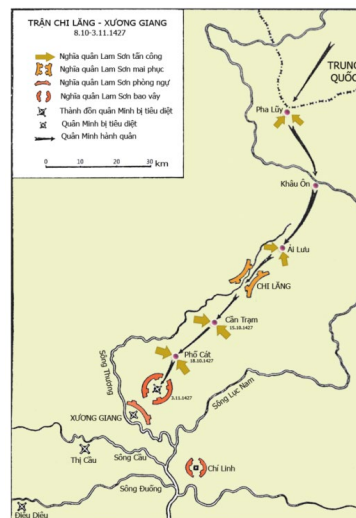 TRẬN CHI LĂNG - XƯƠNG GIANG
8.10-3.11.1427
Nghĩa quân Lam Sơn tấn công
Nghĩa quân Lam Sơn mai phục
Nghĩa quân Lam Sơn phòng ngự
Nghĩa quân Lam Sơn bao vây
Thành đồn quân Minh bị tiêu diệt
Quân Minh bị tiêu diệt
Quân Minh hành quân
0 10 20 30
km
TRUNG QUỐC
Pha Lũy
Khâu Ôn
Ải Lưu
CHI LĂNG
Cần Trạm
15.10.1427
Phố Cát
18.10.1427
Sông Thương
3.11.1427
Sông Lục Nam
XƯƠNG GIANG
Thị Cầu
Sông Cầu
Chí Linh
Sông Đuống
Điêu Diêu